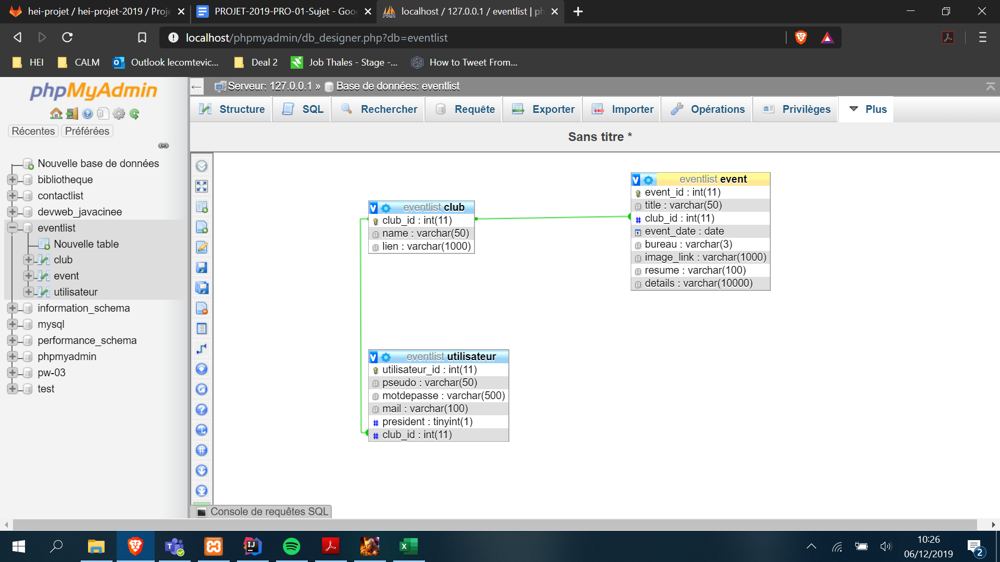 hei-projet / hei-projet-2019 / Proje
PROJET-2019-PRO-01-Sujet - Goo
localhost / 127.0.0.1 / eventlist | ph
localhost/phpmyadmin/db_designer.php?db=eventlist
HEI
CALM
Outlook lecomtevic...
Deal 2
Job Thales - Stage -...
How to Tweet From...
phpMyAdmin
Récentes
Préférées
Nouvelle base de données
bibliotheque
contactlist
devweb_javacinee
eventlist
Nouvelle table
club
event
utilisateur
information_schema
mysql
performance_schema
phpmyadmin
pw-03
test
Serveur: 127.0.0.1 » Base de données: eventlist
Structure
SQL
Rechercher
Requête
Exporter
Importer
Opérations
Privilèges
Plus
Sans titre *
v eventlist club
club_id : int(11)
name : varchar(50)
lien : varchar(1000)
v eventlist event
event_id : int(11)
title : varchar(50)
# club_id : int(11)
event_date : date
bureau : varchar(3)
image_link : varchar(1000)
resume : varchar(100)
details : varchar(10000)
v eventlist utilisateur
utilisateur_id : int(11)
pseudo : varchar(50)
motdepasse : varchar(500)
mail : varchar(100)
# president : tinyint(1)
# club_id : int(11)
Console de requêtes SQL
10:26
06/12/2019
2